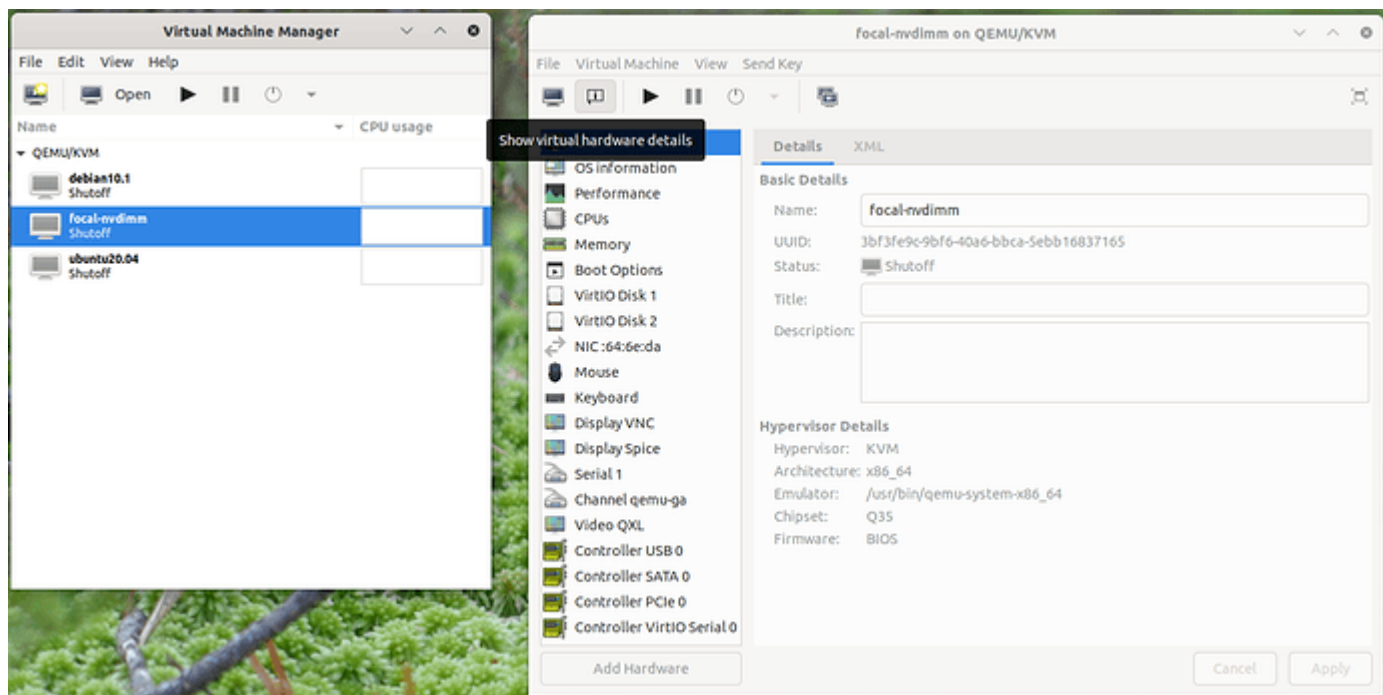 Virtual Machine Manager
File Edit View Help
Open
Name CPU usage
QEMU/KVM
debian10.1
Shutoff
focal-nvdimm
Shutoff
ubuntu20.04
Shutoff
focal-nvdimm on QEMU/KVM
File Virtual Machine View Send Key
Show virtual hardware details
OS information
Performance
CPUs
Memory
Boot Options
VirtIO Disk 1
VirtIO Disk 2
NIC :64:6e:da
Mouse
Keyboard
Display VNC
Display Spice
Serial 1
Channel qemu-ga
Video QXL
Controller USB 0
Controller SATA 0
Controller PCIe 0
Controller VirtIO Serial 0
Add Hardware
Details XML
Basic Details
Name: focal-nvdimm
UUID: 3bf3fe9c-9bf6-40a6-bbca-5ebb16837165
Status: Shutoff
Title:
Description:
Hypervisor Details
Hypervisor: KVM
Architecture: x86_64
Emulator: /usr/bin/qemu-system-x86_64
Chipset: Q35
Firmware: BIOS
Cancel Apply